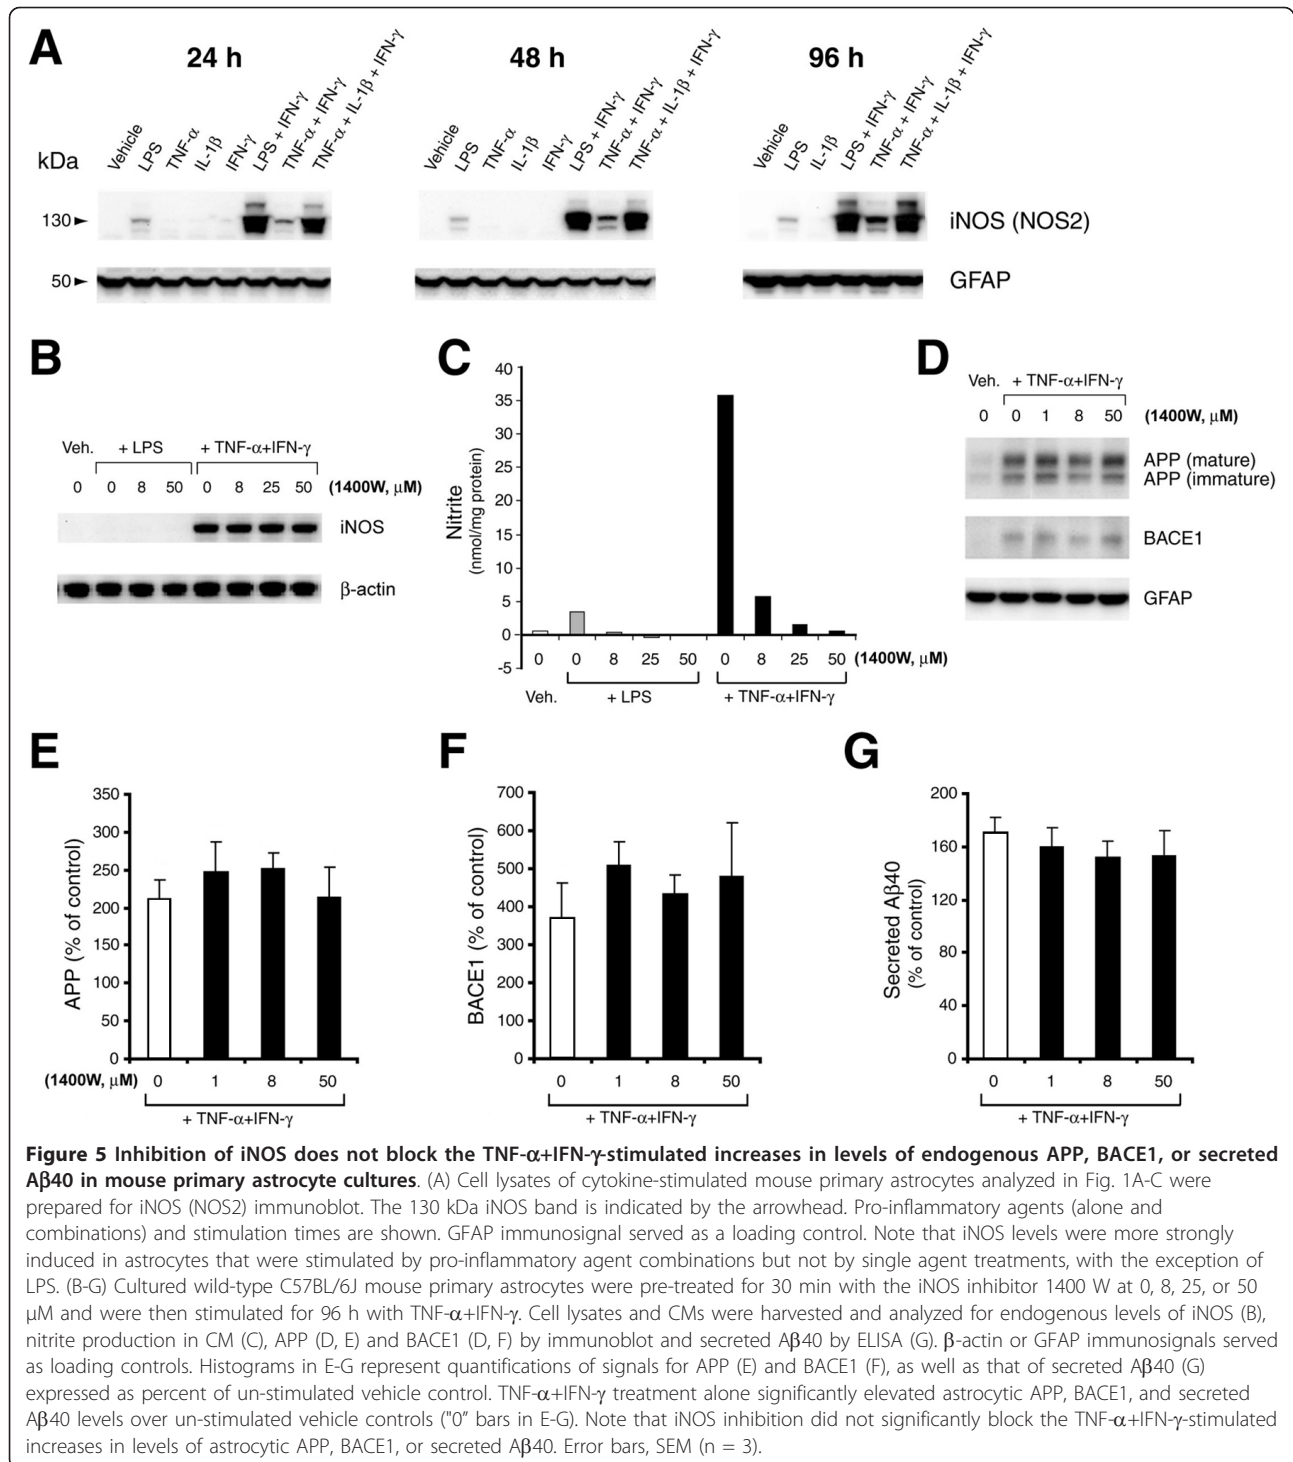 A
24 h
48 h
96 h
Vehicle
LPS
TNF-α
IL-1β
IFN-γ
LPS + IFN-γ
TNF-α + IFN-γ
TNF-α + IL-1β + IFN-γ
Vehicle
LPS
TNF-α
IL-1β
IFN-γ
LPS + IFN-γ
TNF-α + IFN-γ
TNF-α + IL-1β + IFN-γ
Vehicle
LPS
IL-1β
LPS + IFN-γ
TNF-α + IFN-γ
TNF-α + IL-1β + IFN-γ
kDa
130
iNOS (NOS2)
50
GFAP
B
Veh. + LPS + TNF-α+IFN-γ
0 0 8 50 0 8 25 50 (1400W, μM)
iNOS
β-actin
C
Nitrite
(nmol/mg protein)
40
35
30
25
20
15
10
5
0
-5
0 0 8 25 50 0 8 25 50 (1400W, μM)
Veh. + LPS + TNF-α+IFN-γ
D
Veh. + TNF-α+IFN-γ
0 0 1 8 50 (1400W, μM)
APP (mature)
APP (immature)
BACE1
GFAP
E
APP (% of control)
350
300
250
200
150
100
50
0
(1400W, μM) 0 1 8 50
+ TNF-α+IFN-γ
F
BACE1 (% of control)
700
600
500
400
300
200
100
0
0 1 8 50
+ TNF-α+IFN-γ
G
Secreted Aβ40
(% of control)
200
160
120
80
40
0
0 1 8 50
+ TNF-α+IFN-γ
Figure 5 Inhibition of iNOS does not block the TNF-α+IFN-γ-stimulated increases in levels of endogenous APP, BACE1, or secreted
Aβ40 in mouse primary astrocyte cultures. (A) Cell lysates of cytokine-stimulated mouse primary astrocytes analyzed in Fig. 1A-C were
prepared for iNOS (NOS2) immunoblot. The 130 kDa iNOS band is indicated by the arrowhead. Pro-inflammatory agents (alone and
combinations) and stimulation times are shown. GFAP immunosignal served as a loading control. Note that iNOS levels were more strongly
induced in astrocytes that were stimulated by pro-inflammatory agent combinations but not by single agent treatments, with the exception of
LPS. (B-G) Cultured wild-type C57BL/6J mouse primary astrocytes were pre-treated for 30 min with the iNOS inhibitor 1400 W at 0, 8, 25, or 50
μM and were then stimulated for 96 h with TNF-α+IFN-γ. Cell lysates and CMs were harvested and analyzed for endogenous levels of iNOS (B),
nitrite production in CM (C), APP (D, E) and BACE1 (D, F) by immunoblot and secreted Aβ40 by ELISA (G). β-actin or GFAP immunosignals served
as loading controls. Histograms in E-G represent quantifications of signals for APP (E) and BACE1 (F), as well as that of secreted Aβ40 (G)
expressed as percent of un-stimulated vehicle control. TNF-α+IFN-γ treatment alone significantly elevated astrocytic APP, BACE1, and secreted
Aβ40 levels over un-stimulated vehicle controls ("0" bars in E-G). Note that iNOS inhibition did not significantly block the TNF-α+IFN-γ-stimulated
increases in levels of astrocytic APP, BACE1, or secreted Aβ40. Error bars, SEM (n = 3).